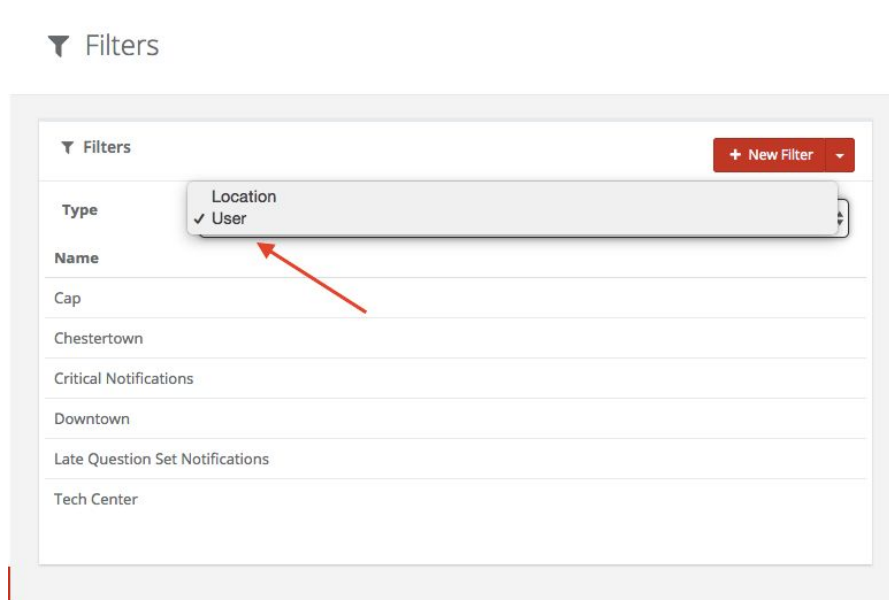 Filters
Filters
+ New Filter
Type
Location
✓ User
Name
Cap
Chestertown
Critical Notifications
Downtown
Late Question Set Notifications
Tech Center